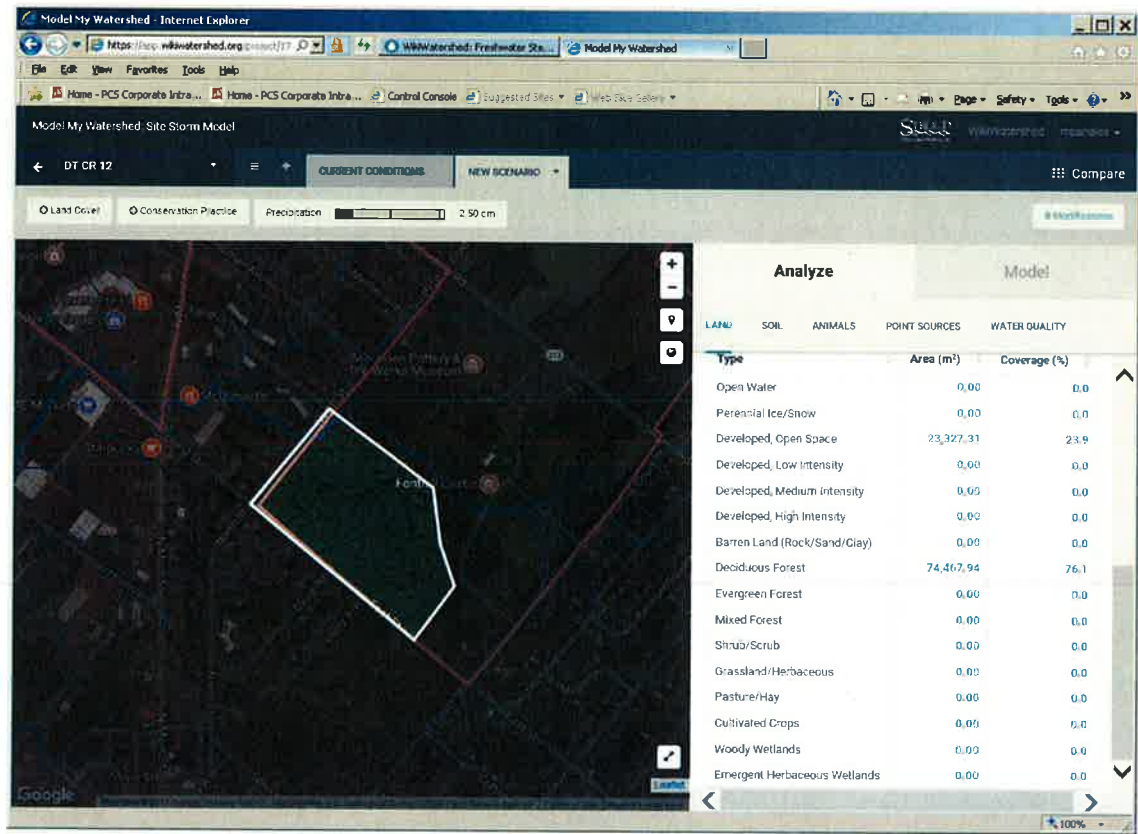 Model My Watershed - Internet Explorer
WikiWatershed: Freshwater Ste...
Model My Watershed
File Edit View Favorites Tools Help
Home - PCS Corporate Intra... Home - PCS Corporate Intra... Control Console Suggested Sites Web Slice Gallery
Page Safety Tools
Model My Watershed: Site Storm Model
WikiWatershed
DT CR 12
CURRENT CONDITIONS
NEW SCENARIO
Compare
Land Cover
Conservation Practice
Precipitation
2.50 cm
Analyze
Model
LAND SOIL ANIMALS POINT SOURCES WATER QUALITY
Type Area (m²) Coverage (%)
Open Water 0.00 0.0
Perennial Ice/Snow 0.00 0.0
Developed, Open Space 23,327.31 23.9
Developed, Low Intensity 0.00 0.0
Developed, Medium Intensity 0.00 0.0
Developed, High Intensity 0.00 0.0
Barren Land (Rock/Sand/Clay) 0.00 0.0
Deciduous Forest 74,467.94 76.1
Evergreen Forest 0.00 0.0
Mixed Forest 0.00 0.0
Shrub/Scrub 0.00 0.0
Grassland/Herbaceous 0.00 0.0
Pasture/Hay 0.00 0.0
Cultivated Crops 0.00 0.0
Woody Wetlands 0.00 0.0
Emergent Herbaceous Wetlands 0.00 0.0
McDonald's
Leaflet
Google
100%